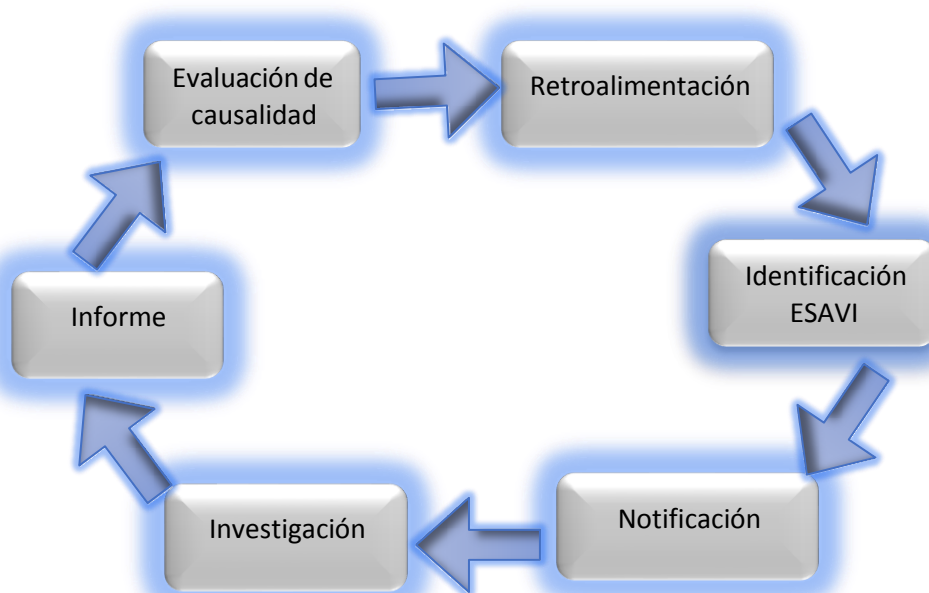 Evaluación de
causalidad
Retroalimentación
Identificación
ESAVI
Informe
Notificación
Investigación